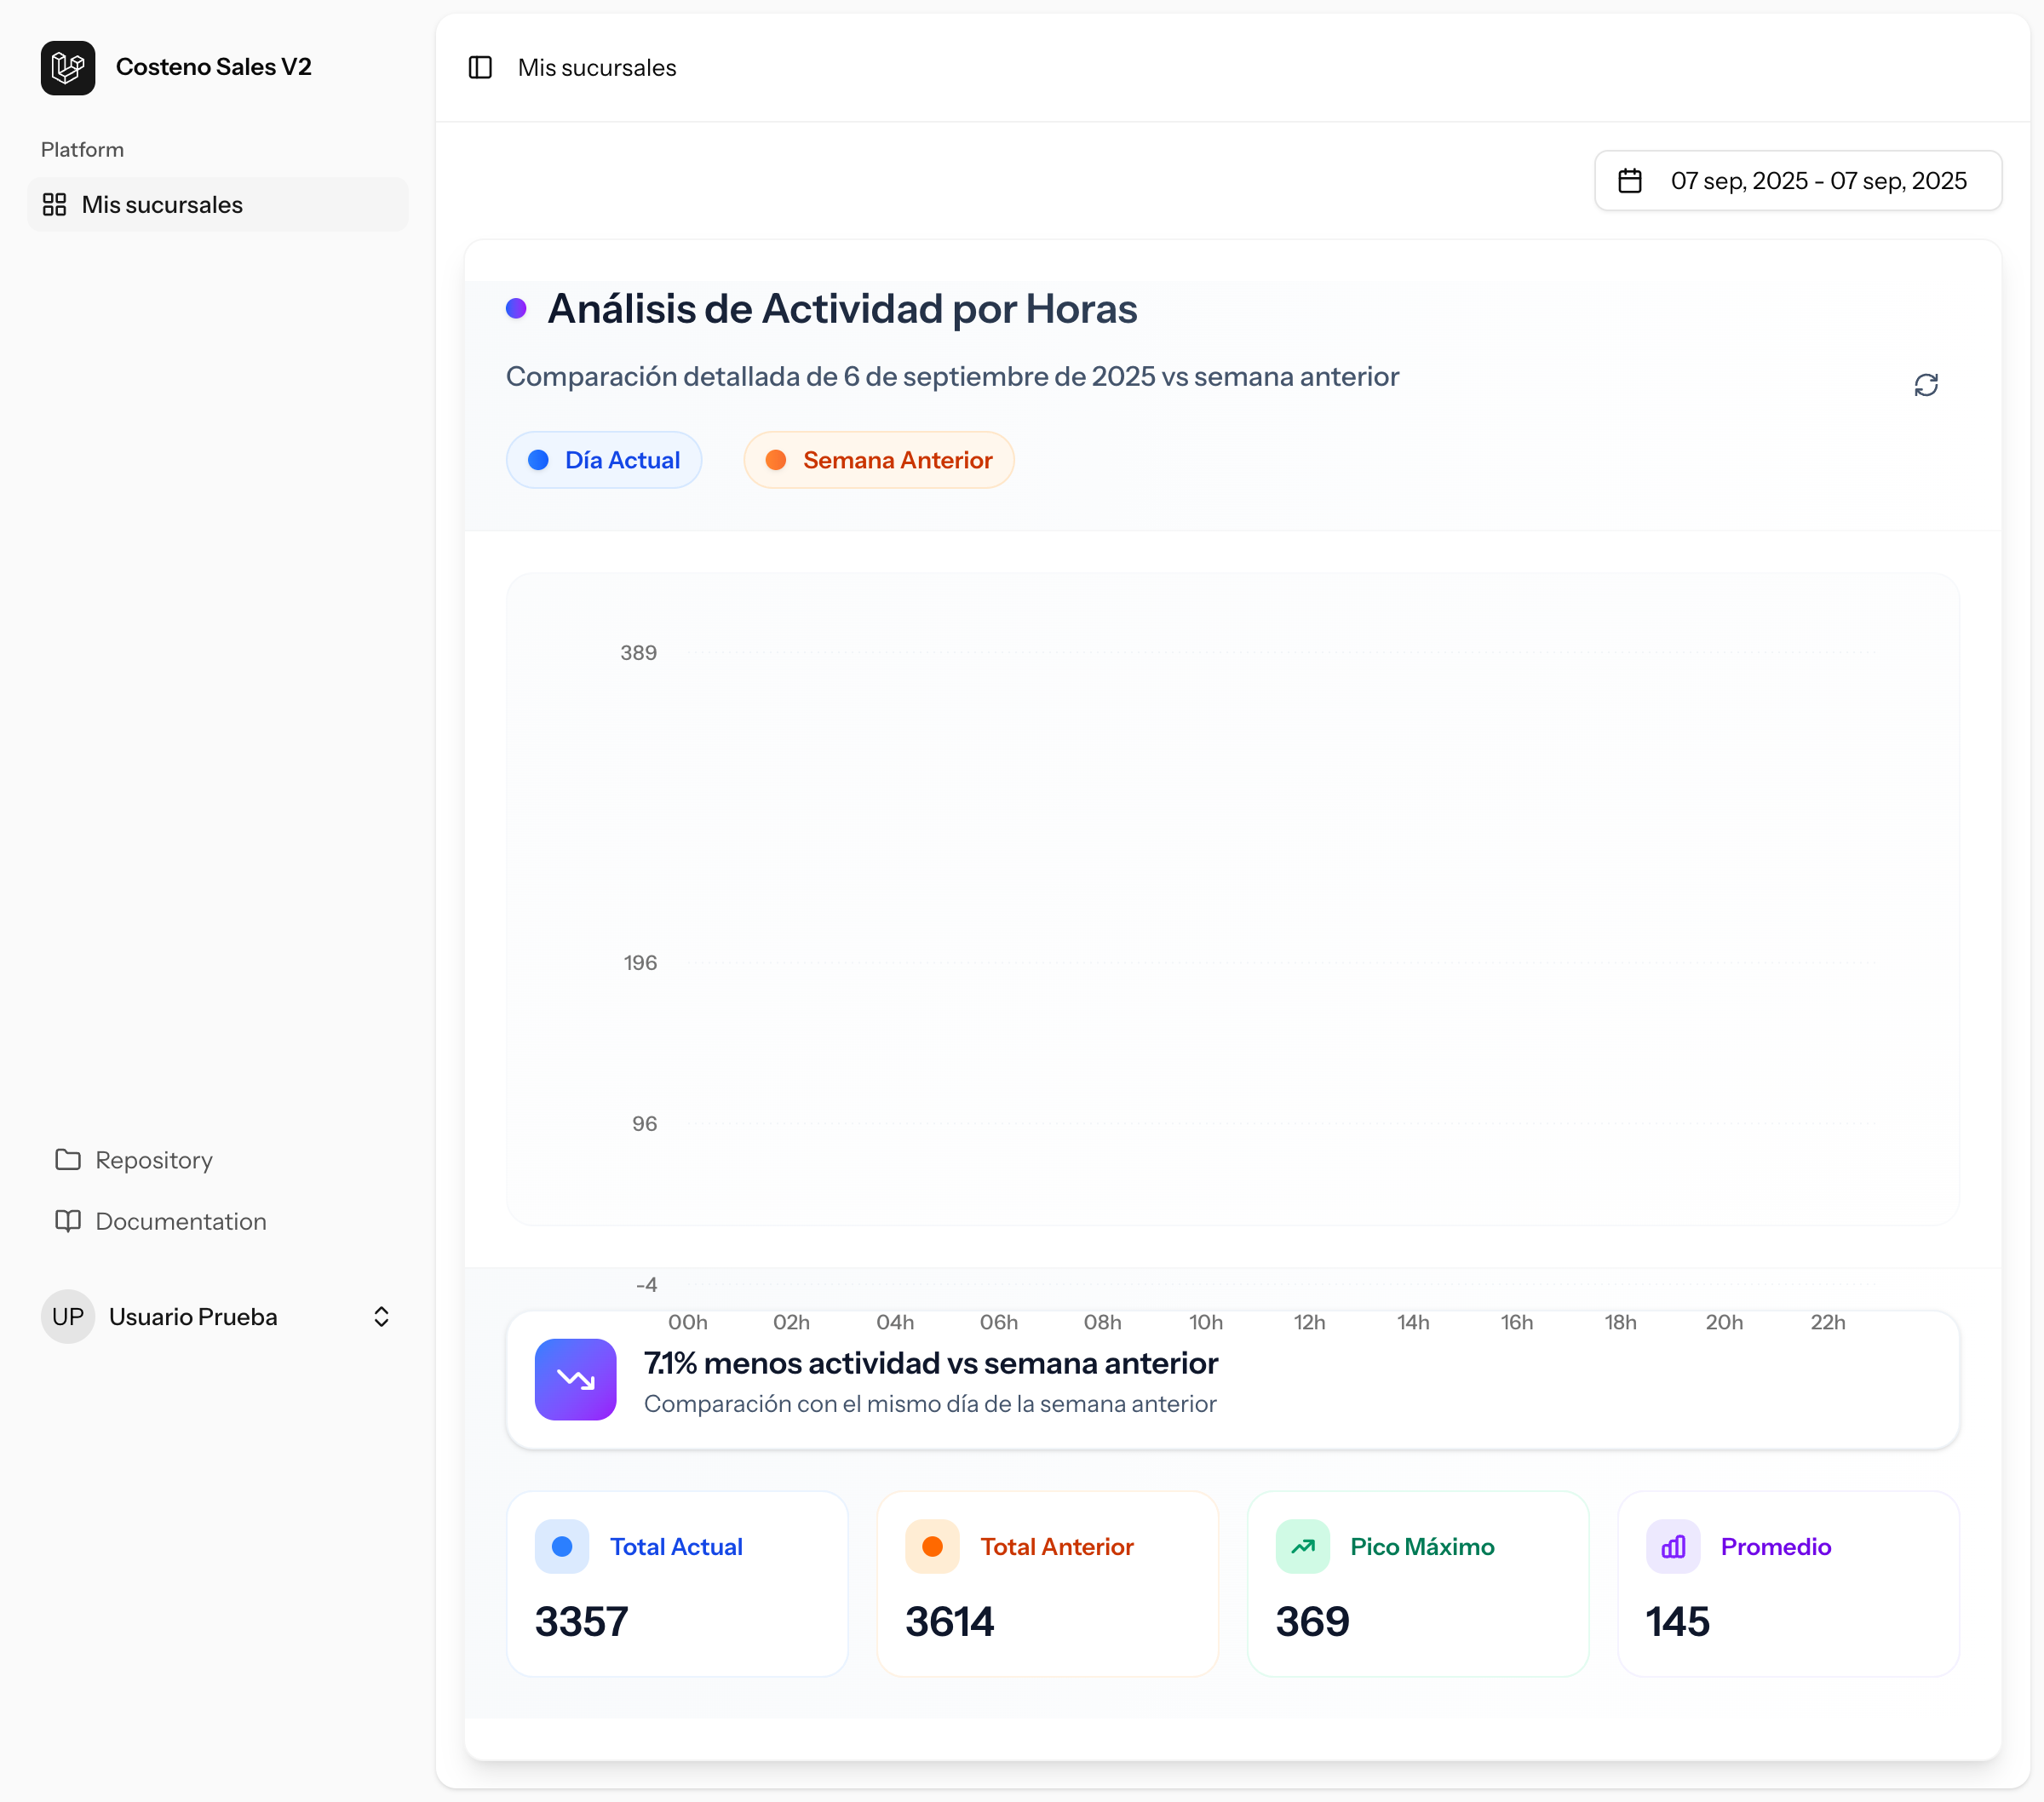 Costeno Sales V2
Platform
Mis sucursales
Repository
Documentation
UP Usuario Prueba
Mis sucursales
07 sep, 2025 - 07 sep, 2025
Análisis de Actividad por Horas
Comparación detallada de 6 de septiembre de 2025 vs semana anterior
Día Actual Semana Anterior
389
196
96
-4
00h 02h 04h 06h 08h 10h 12h 14h 16h 18h 20h 22h
7.1% menos actividad vs semana anterior
Comparación con el mismo día de la semana anterior
Total Actual
3357
Total Anterior
3614
Pico Máximo
369
Promedio
145